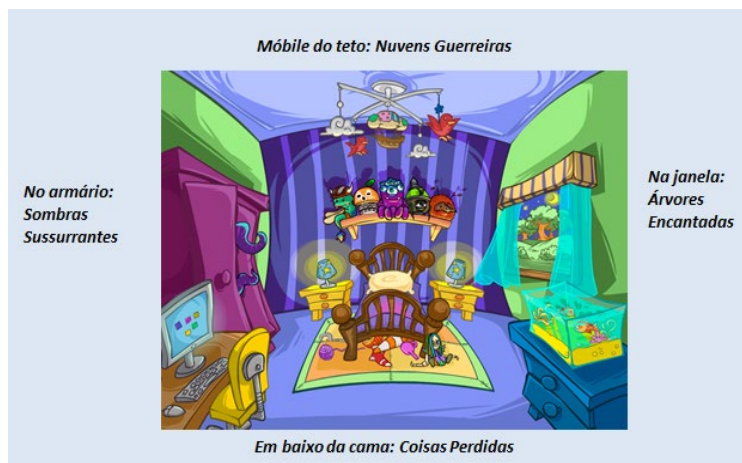 Móbile do teto: Nuvens Guerreiras
No armário:
Sombras
Sussurrantes
Na janela:
Árvores
Encantadas
Em baixo da cama: Coisas Perdidas